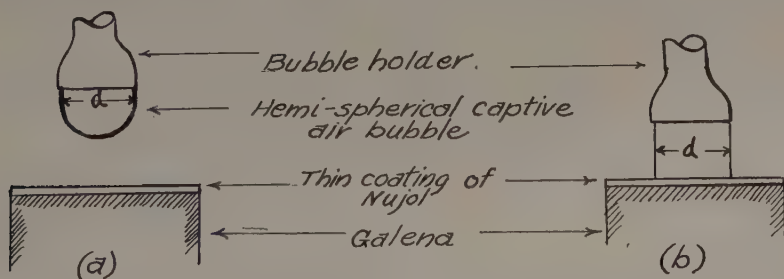 Bubble holder.
d
Hemi-spherical captive
air bubble
d
Thin coating of
Nujol
Galena
(a)
(b)